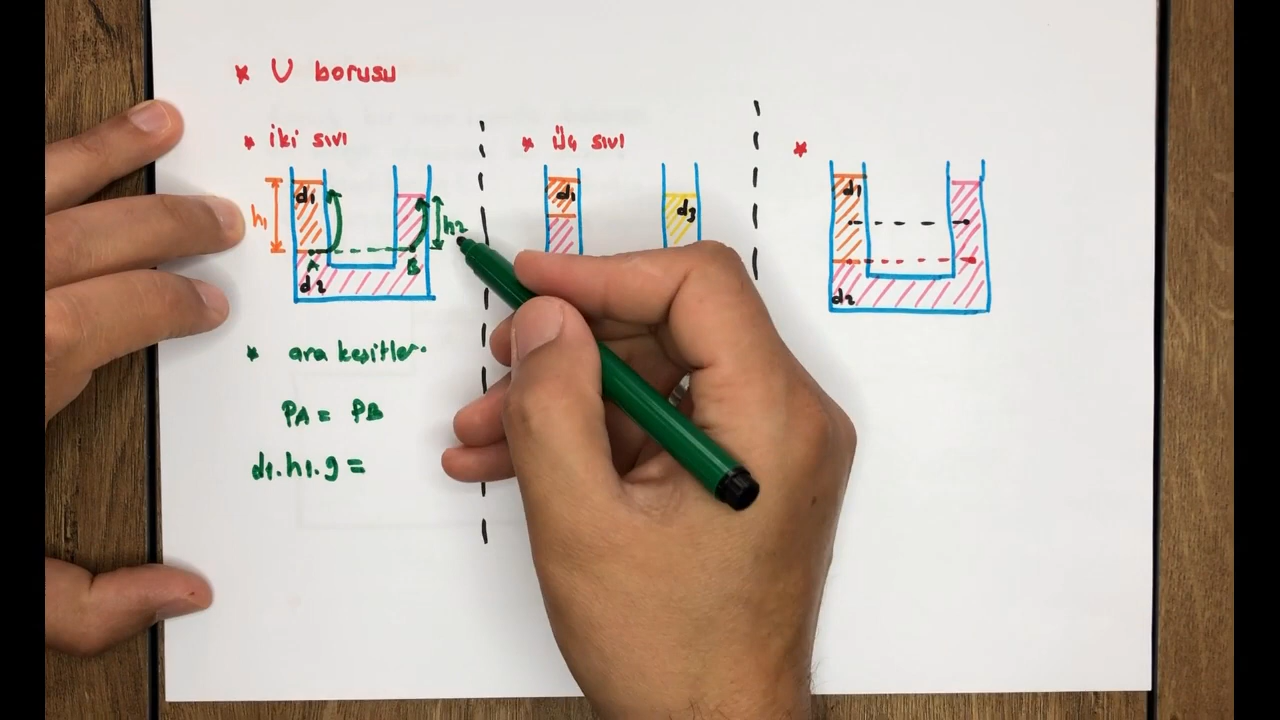 * U borusu
* iki sıvı
d1
h1
h2
A
B
d2
* ara kesitler.
PA = PB
d1.h1.g =
* üç sıvı
d1
d3
*
d1
d2